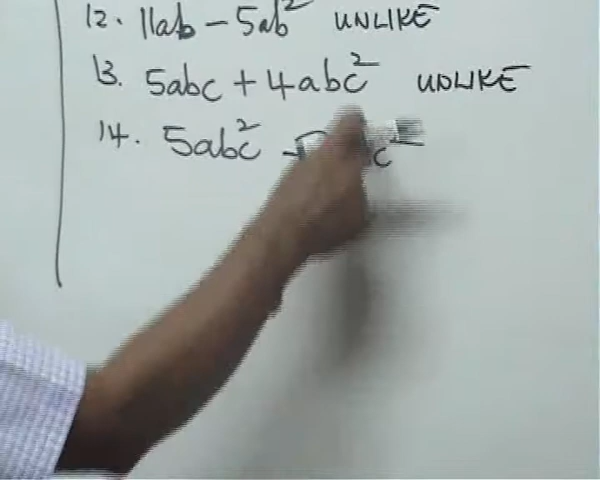 12. 11ab - 5ab² UNLIKE
13. 5abc + 4abc² UNLIKE
14. 5abc²